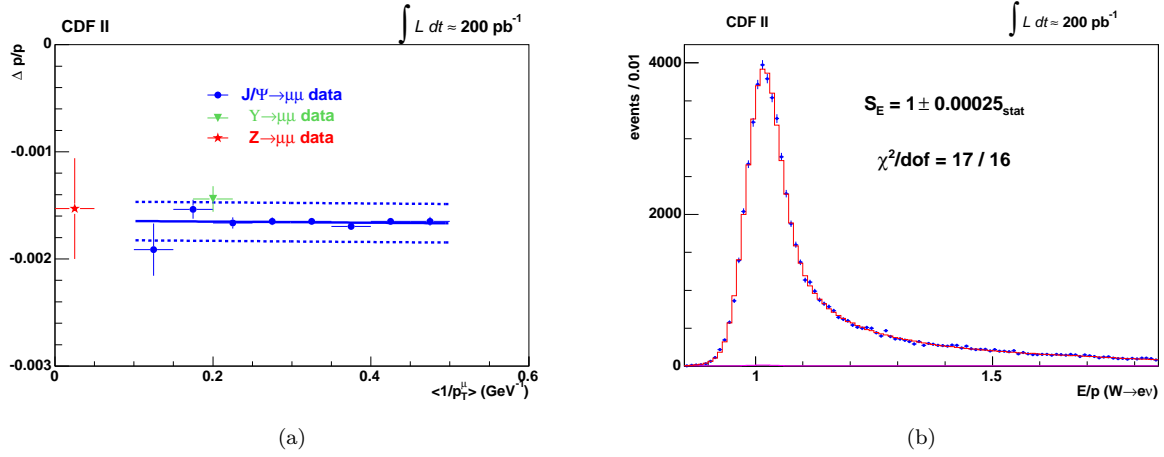 CDF II ∫ L dt ≈ 200 pb⁻¹
Δ p/p
0
-0.001
-0.002
-0.003
J/Ψ→μμ data
Υ→μμ data
Z→μμ data
0 0.2 0.4 0.6
<1/p_T^μ> (GeV⁻¹)
(a)
CDF II ∫ L dt ≈ 200 pb⁻¹
events / 0.01
4000
2000
0
S_E = 1 ± 0.00025_stat
χ²/dof = 17 / 16
1 1.5
E/p (W→eν)
(b)